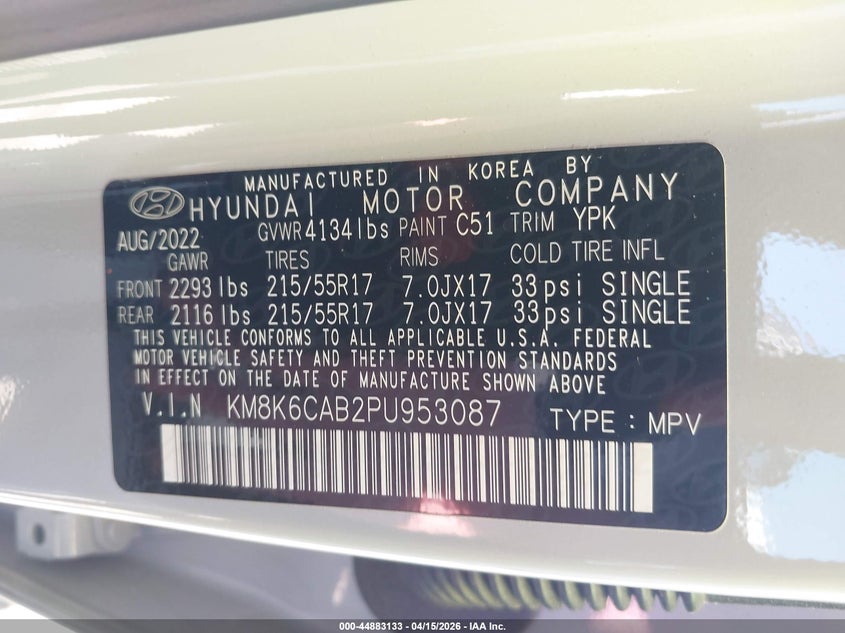 MANUFACTURED IN KOREA BY
HYUNDAI MOTOR COMPANY
AUG/2022 GVWR 4134 lbs PAINT C51 TRIM YPK
GAWR TIRES RIMS COLD TIRE INFL
FRONT 2293 lbs 215/55R17 7.0JX17 33 psi SINGLE
REAR 2116 lbs 215/55R17 7.0JX17 33 psi SINGLE
THIS VEHICLE CONFORMS TO ALL APPLICABLE U.S.A. FEDERAL
MOTOR VEHICLE SAFETY AND THEFT PREVENTION STANDARDS
IN EFFECT ON THE DATE OF MANUFACTURE SHOWN ABOVE
V.I.N KM8K6CAB2PU953087 TYPE : MPV
000-44883133 - 04/15/2026 - IAA Inc.